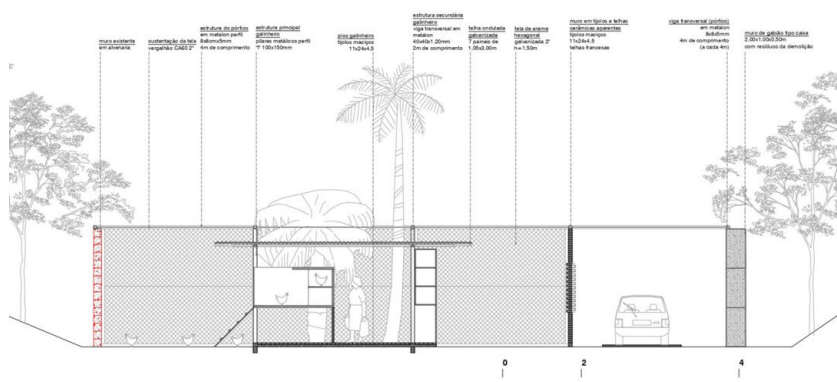 muro existente
em alvenaria
sustentação da tela
vergalhão CA60 2"
estrutura do pórtico
em metalon perfil
8x8cmx5mm
4m de comprimento
estrutura principal
galinheiro
pilares metálicos perfil
"I" 100x150mm
piso galinheiro
tijolos maciços
11x24x4,5
estrutura secundária
galinheiro
viga transversal em
metalon
40x40x1,20mm
2m de comprimento
telha ondulada
galvanizada
7 paineis de
1,05x3,00m
tela de arame
hexagonal
galvanizada 2"
h= 1,50m
muro em tijolos e telhas
cerâmicas aparentes
tijolos maciços
11x24x4,5
telhas francesas
viga transversal (pórtico)
em metalon
8x8x5mm
4m de comprimento
(a cada 4m)
muro de gabião tipo caixa
2,00x1,00x0,50m
com resíduos da demolição
0
2
4